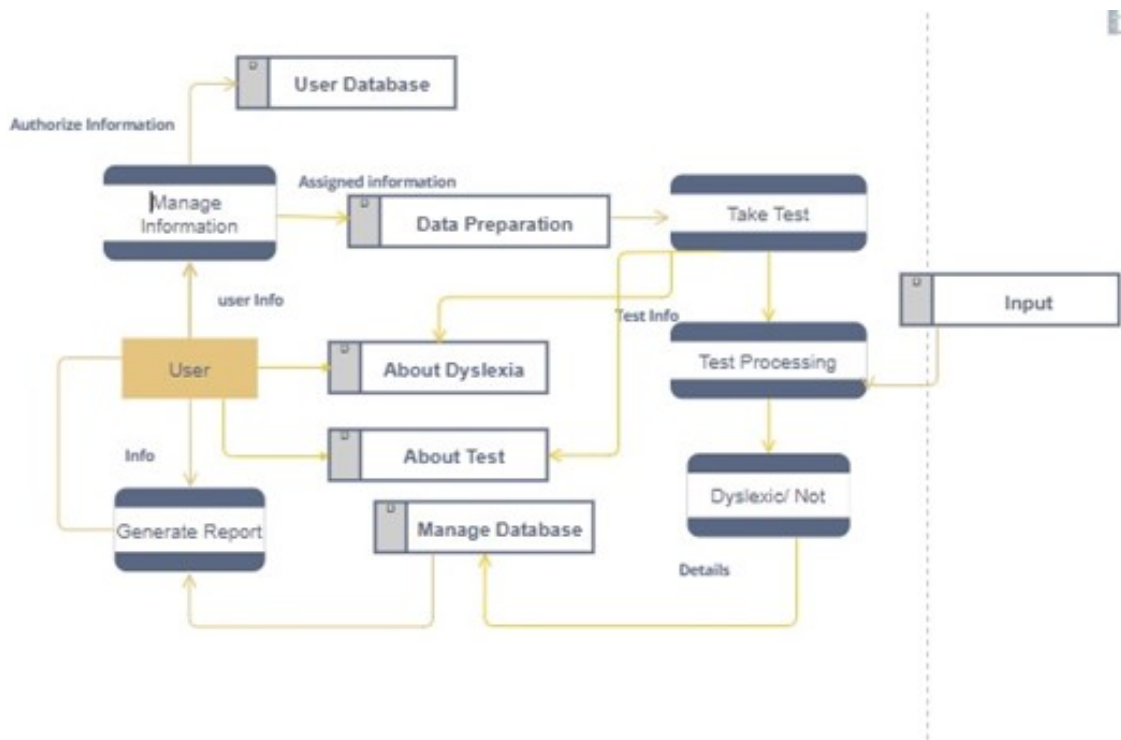 User Database
Authorize Information
Manage
Information
Assigned information
Data Preparation
Take Test
user Info
Test Info
Input
User
About Dyslexia
Test Processing
Info
About Test
Dyslexic/ Not
Generate Report
Manage Database
Details